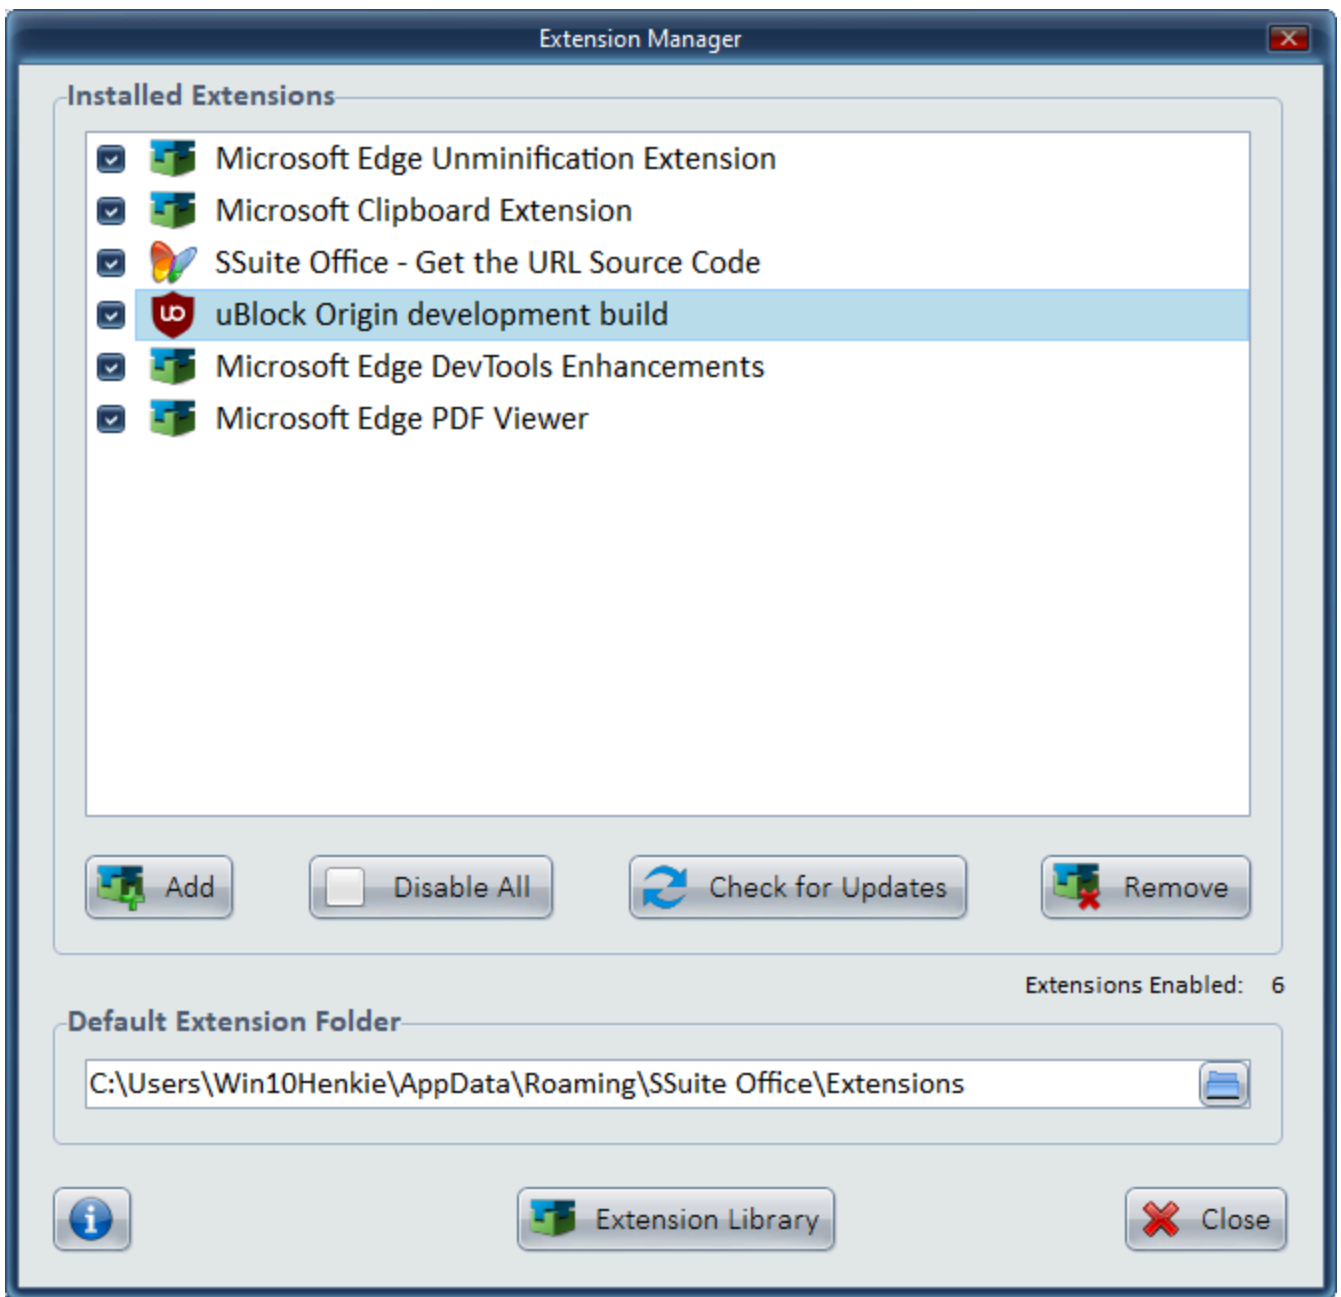 Extension Manager
Installed Extensions
Microsoft Edge Unminification Extension
Microsoft Clipboard Extension
SSuite Office - Get the URL Source Code
uBlock Origin development build
Microsoft Edge DevTools Enhancements
Microsoft Edge PDF Viewer
Add
Disable All
Check for Updates
Remove
Extensions Enabled: 6
Default Extension Folder
C:\Users\Win10Henkie\AppData\Roaming\SSuite Office\Extensions
Extension Library
Close